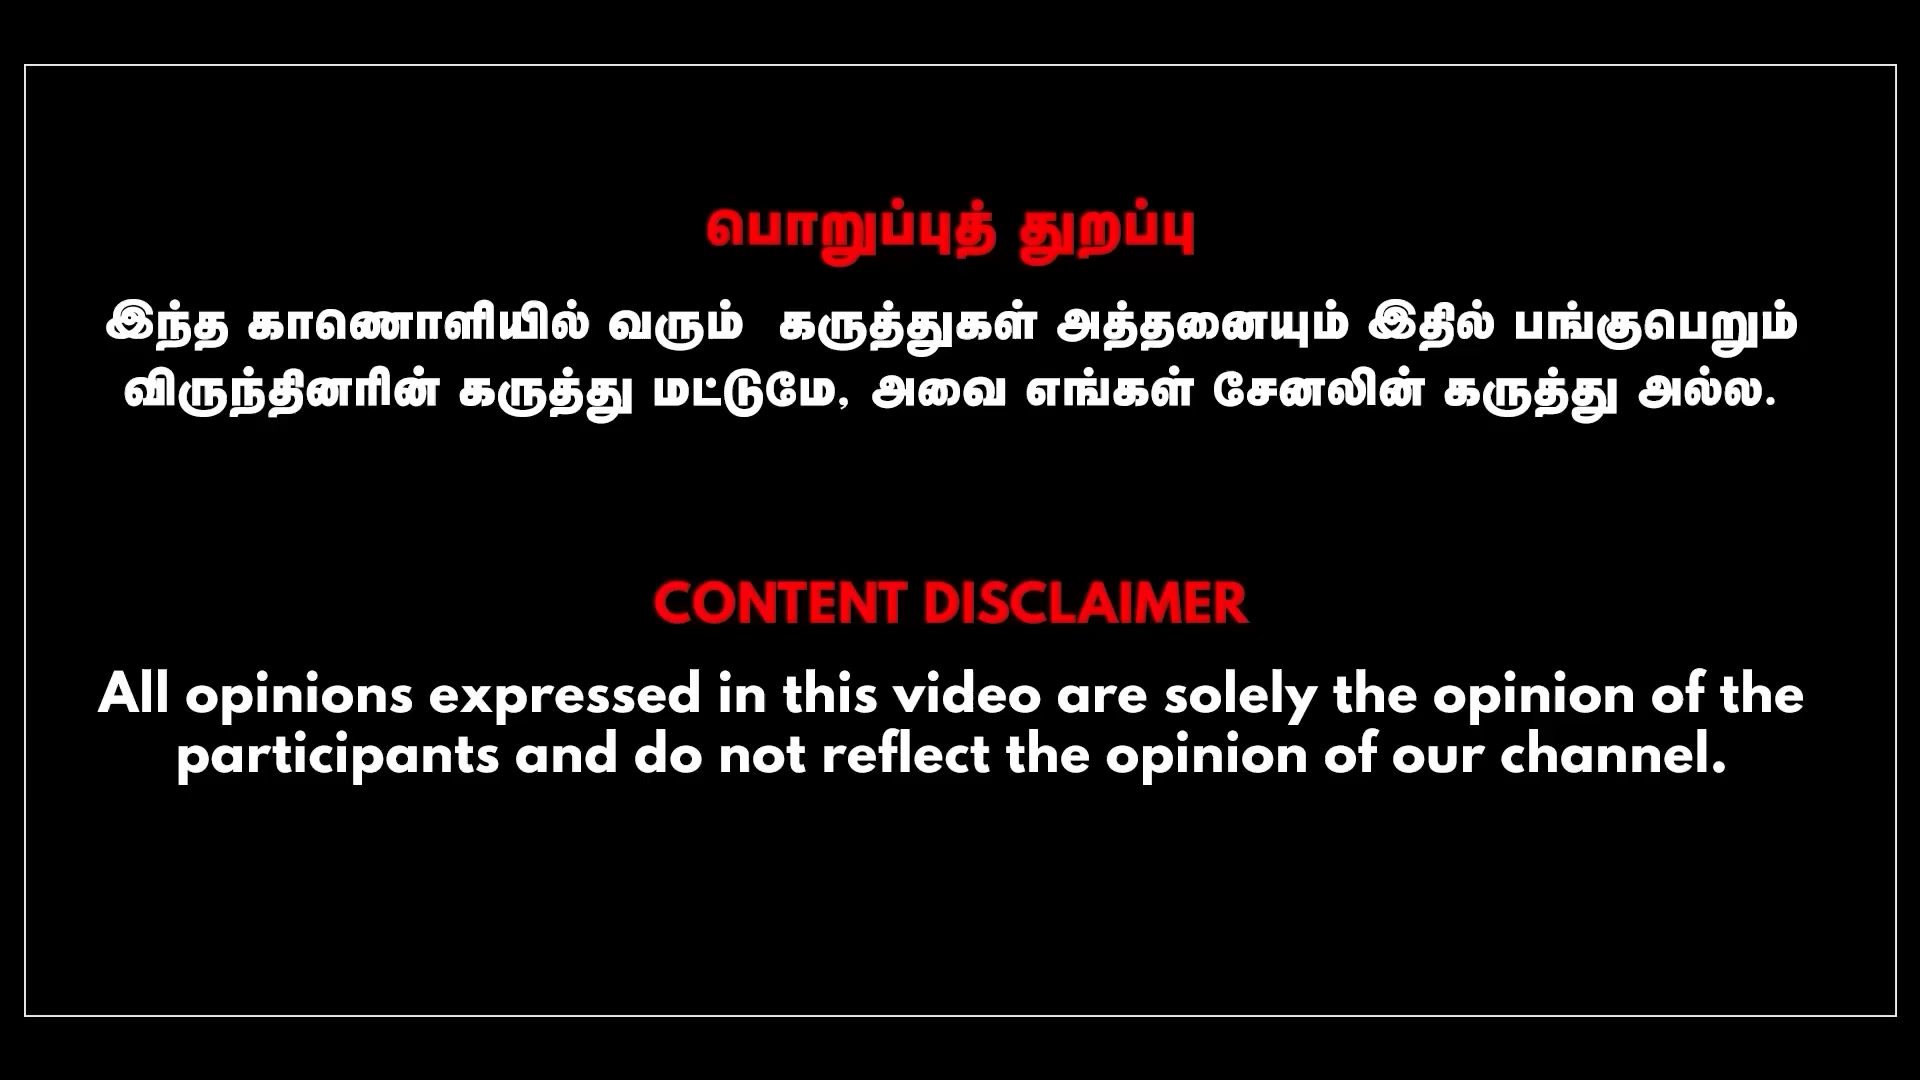 பொறுப்புத் துறப்பு
இந்த காணொளியில் வரும் கருத்துகள் அத்தனையும் இதில் பங்குபெறும்
விருந்தினரின் கருத்து மட்டுமே, அவை எங்கள் சேனலின் கருத்து அல்ல.
CONTENT DISCLAIMER
All opinions expressed in this video are solely the opinion of the
participants and do not reflect the opinion of our channel.